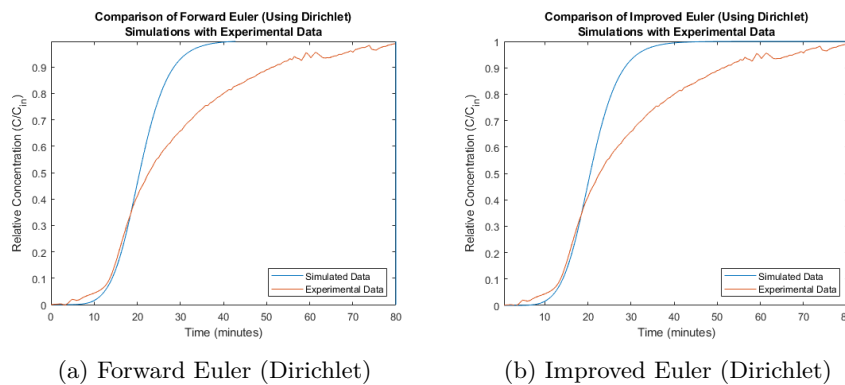 Comparison of Forward Euler (Using Dirichlet)
Simulations with Experimental Data
0.9
0.8
0.7
0.6
0.5
0.4
0.3
0.2
0.1
0
Relative Concentration (C/C_in)
0 10 20 30 40 50 60 70 80
Time (minutes)
Simulated Data
Experimental Data
(a) Forward Euler (Dirichlet)
Comparison of Improved Euler (Using Dirichlet)
Simulations with Experimental Data
1
0.9
0.8
0.7
0.6
0.5
0.4
0.3
0.2
0.1
0
Relative Concentration (C/C_in)
10 20 30 40 50 60 70 80
Time (minutes)
Simulated Data
Experimental Data
(b) Improved Euler (Dirichlet)